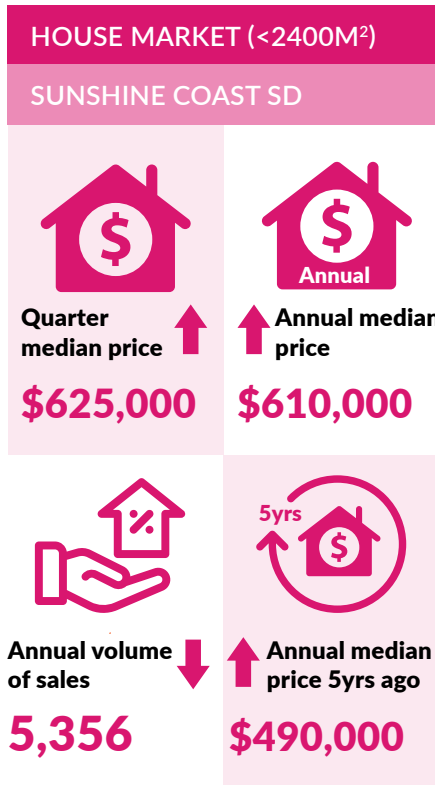 HOUSE MARKET (<2400M²)
SUNSHINE COAST SD
$
$
Annual
Quarter
median price
Annual median
price
$625,000
$610,000
%
5yrs
$
Annual volume
of sales
Annual median
price 5yrs ago
5,356
$490,000